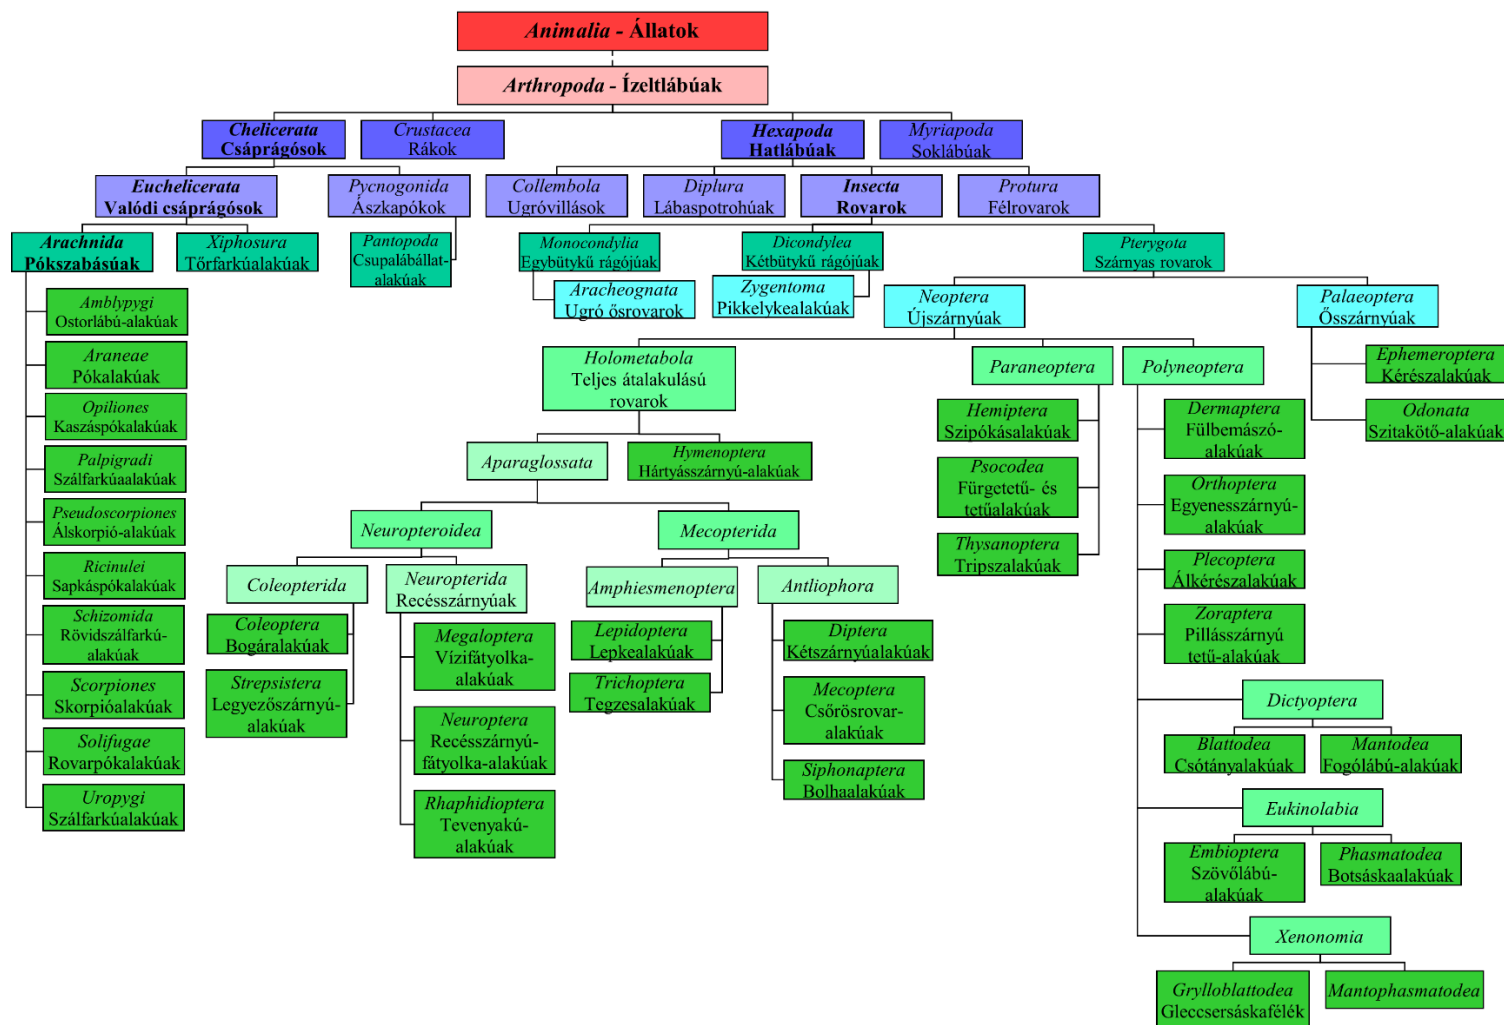 Animalia - Állatok
Arthropoda - Ízeltlábúak
Chelicerata
Csáprágósok
Crustacea
Rákok
Hexapoda
Hatlábúak
Myriapoda
Soklábúak
Euchelicerata
Valódi csáprágósok
Pycnogonida
Ászkapókok
Collembola
Ugróvillások
Diplura
Lábaspotrohúak
Insecta
Rovarok
Protura
Félrovarok
Arachnida
Pókszabásúak
Xiphosura
Tőrfarkúalakúak
Pantopoda
Csupalábállat-
alakúak
Monocondylia
Egybütykű rágójúak
Dicondylea
Kétbütykű rágójúak
Pterygota
Szárnyas rovarok
Aracheognata
Ugró ősrovarok
Zygentoma
Pikkelykealakúak
Neoptera
Újszárnyúak
Palaeoptera
Ősszárnyúak
Amblypygi
Ostorlábú-alakúak
Araneae
Pókalakúak
Opiliones
Kaszáspókalakúak
Palpigradi
Szálfarkúaalakúak
Pseudoscorpiones
Álskorpió-alakúak
Ricinulei
Sapkáspókalakúak
Schizomida
Rövidszálfarkú-
alakúak
Scorpiones
Skorpióalakúak
Solifugae
Rovarpókalakúak
Uropygi
Szálfarkúalakúak
Holometabola
Teljes átalakulású
rovarok
Paraneoptera
Polyneoptera
Ephemeroptera
Kérészalakúak
Odonata
Szitakötő-alakúak
Aparaglossata
Hymenoptera
Hártyásszárnyú-alakúak
Hemiptera
Szipókásalakúak
Psocodea
Fürgetetű- és
tetűalakúak
Thysanoptera
Tripszalakúak
Dermaptera
Fülbemászó-
alakúak
Orthoptera
Egyenesszárnyú-
alakúak
Plecoptera
Álkérészalakúak
Zoraptera
Pillásszárnyú
tetű-alakúak
Neuropteroidea
Mecopterida
Coleopterida
Neuropterida
Recésszárnyúak
Amphiesmenoptera
Antliophora
Coleoptera
Bogáralakúak
Strepsistera
Legyezőszárnyú-
alakúak
Megaloptera
Vízifátyolka-
alakúak
Neuroptera
Recésszárnyú-
fátyolka-alakúak
Rhaphidioptera
Tevenyakú-
alakúak
Lepidoptera
Lepkealakúak
Trichoptera
Tegzesalakúak
Diptera
Kétszárnyúalakúak
Mecoptera
Csőrösrovar-
alakúak
Siphonaptera
Bolhaalakúak
Dictyoptera
Blattodea
Csótányalakúak
Mantodea
Fogólábú-alakúak
Eukinolabia
Embioptera
Szövőlábú-
alakúak
Phasmatodea
Botsáskaalakúak
Xenonomia
Grylloblattodea
Gleccsersáskafélék
Mantophasmatodea